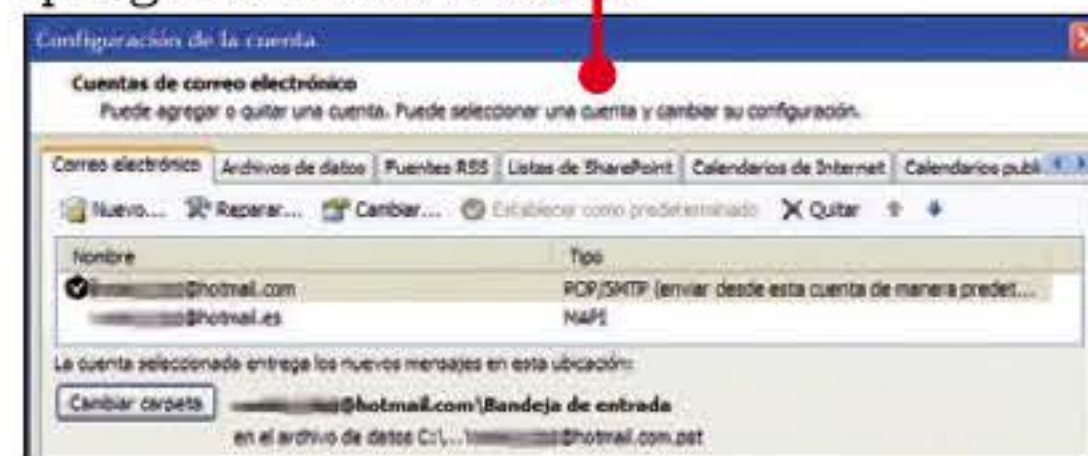 Configuración de la cuenta
Cuentas de correo electrónico
Puede agregar o quitar una cuenta. Puede seleccionar una cuenta y cambiar su configuración.
Correo electrónico Archivos de datos Fuentes RSS Listas de SharePoint Calendarios de Internet Calendarios publi
Nuevo... Reparar... Cambiar... Establecer como predeterminado Quitar
Nombre Tipo
@hotmail.com POP/SMTP (enviar desde esta cuenta de manera predet...
@hotmail.es MAPI
La cuenta seleccionada entrega los nuevos mensajes en esta ubicación:
Cambiar carpeta @hotmail.com\Bandeja de entrada
en el archivo de datos C:\...\ @hotmail.com.pst